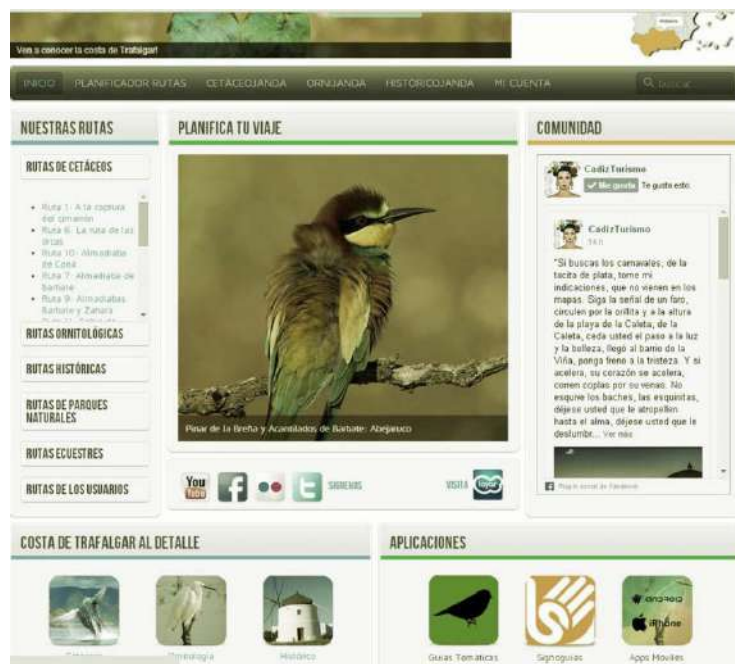 Ven a conocer la costa de Trafalgar!
INICIO PLANIFICADOR RUTAS CETÁCEOJANDA ORNIJANDA HISTÓRICOJANDA MI CUENTA buscar
NUESTRAS RUTAS
RUTAS DE CETÁCEOS
Ruta 1- A la captura
del cimarrón
Ruta 6- La ruta de las
orcas
Ruta 10- Almadraba
de Conil
Ruta 7- Almadraba de
Barbate
Ruta 9- Almadrabas
Barbate y Zahara
RUTAS ORNITOLÓGICAS
RUTAS HISTÓRICAS
RUTAS DE PARQUES
NATURALES
RUTAS ECUESTRES
RUTAS DE LOS USUARIOS
PLANIFICA TU VIAJE
Pinar de la Breña y Acantilados de Barbate: Abejaruco
You
Tube
f
t
SIGUENOS
VISITA
COMUNIDAD
CadizTurismo
Me gusta Te gusta esto.
CadizTurismo
14 h
"Si buscas los carnavales, de la
tacita de plata, tome mi
indicaciones, que no vienen en los
mapas. Siga la señal de un faro,
circulen por la orillita y a la altura
de la playa de la Caleta, de la
Caleta, ceda usted el paso a la luz
y la belleza, llegó al barrio de la
Viña, ponga freno a la tristeza. Y si
acelera, su corazón se acelera,
corren coplas por su venas. No
esquive los baches, las esquinitas,
déjese usted que le atropellen
hasta el alma, déjese usted que le
deslumbr... Ver más
Plug-in social de Facebook
COSTA DE TRAFALGAR AL DETALLE
Ornitología
Histórico
APLICACIONES
ANDROID
iPhone
Guias Tematicas
Signoguias
Apps Moviles